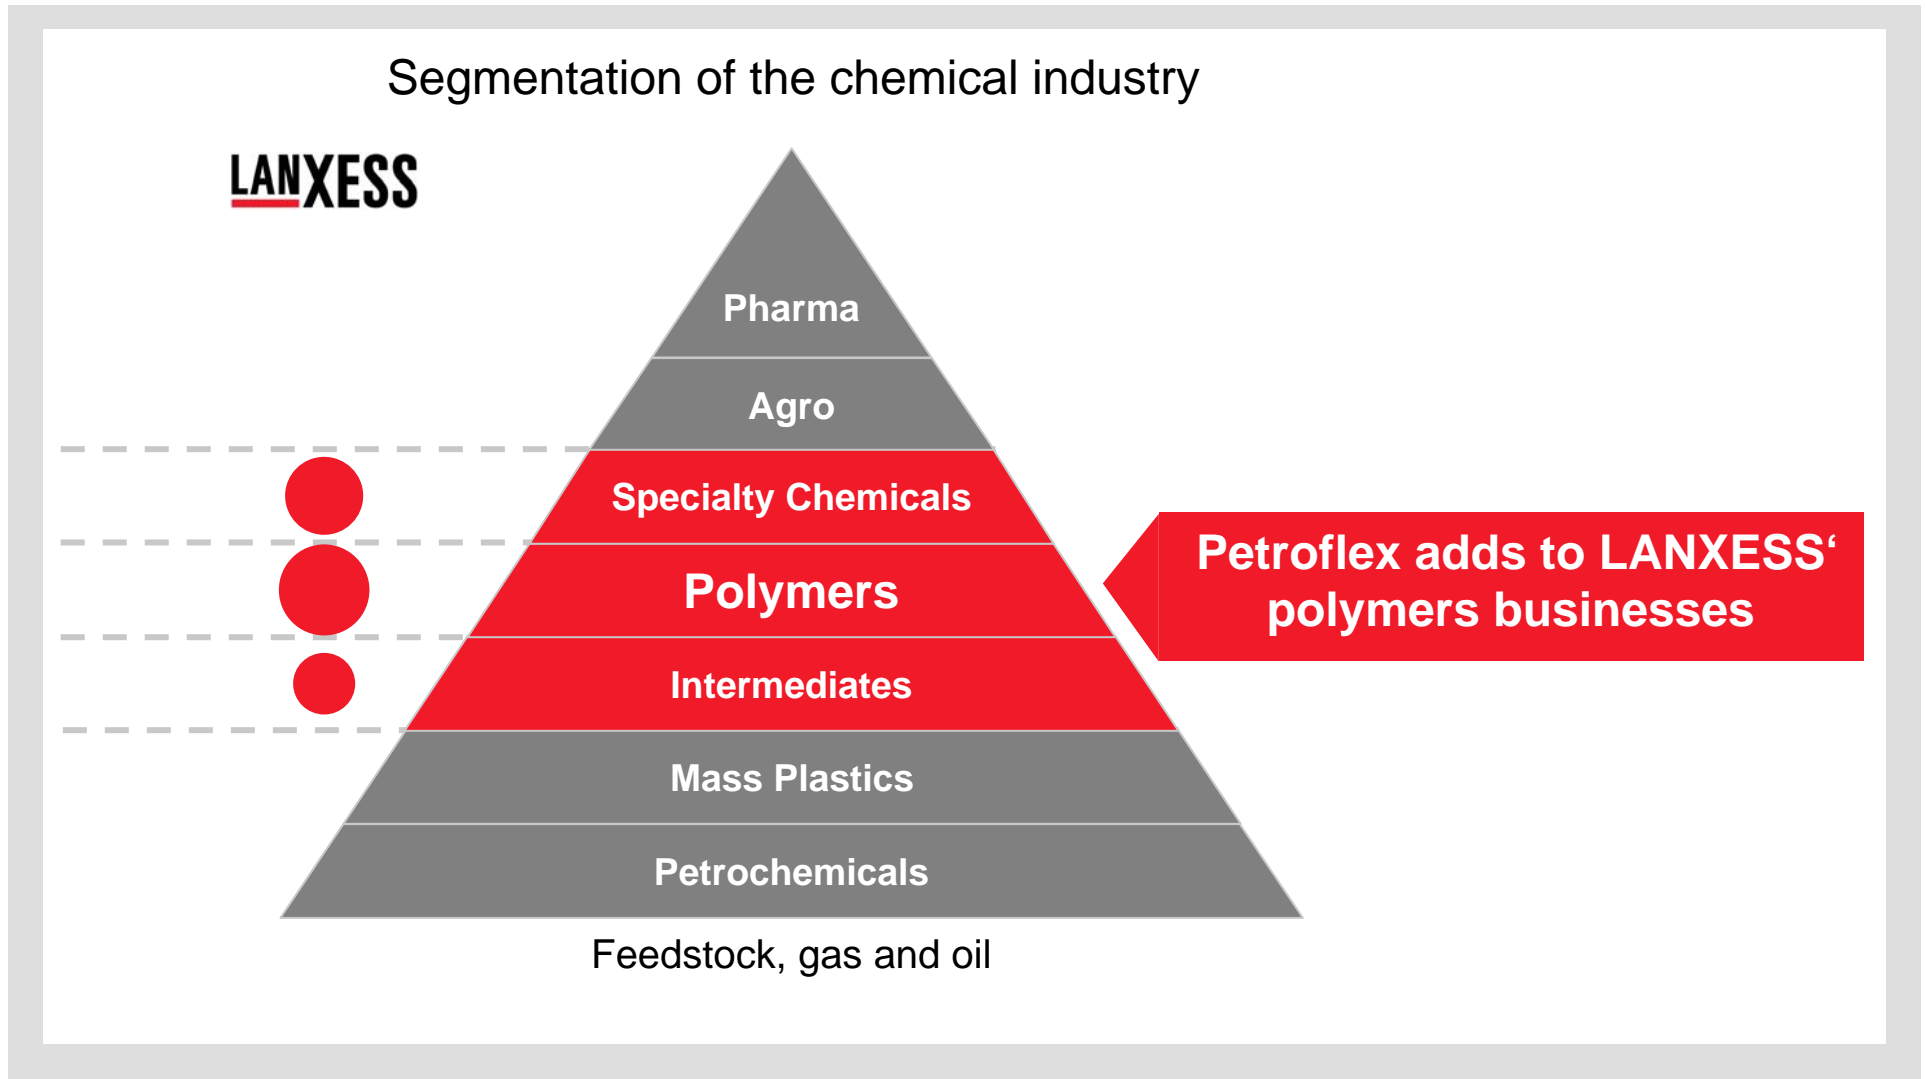 Segmentation of the chemical industry
LANXESS
Pharma
Agro
Specialty Chemicals
Polymers
Intermediates
Mass Plastics
Petrochemicals
Petroflex adds to LANXESS‘
polymers businesses
Feedstock, gas and oil